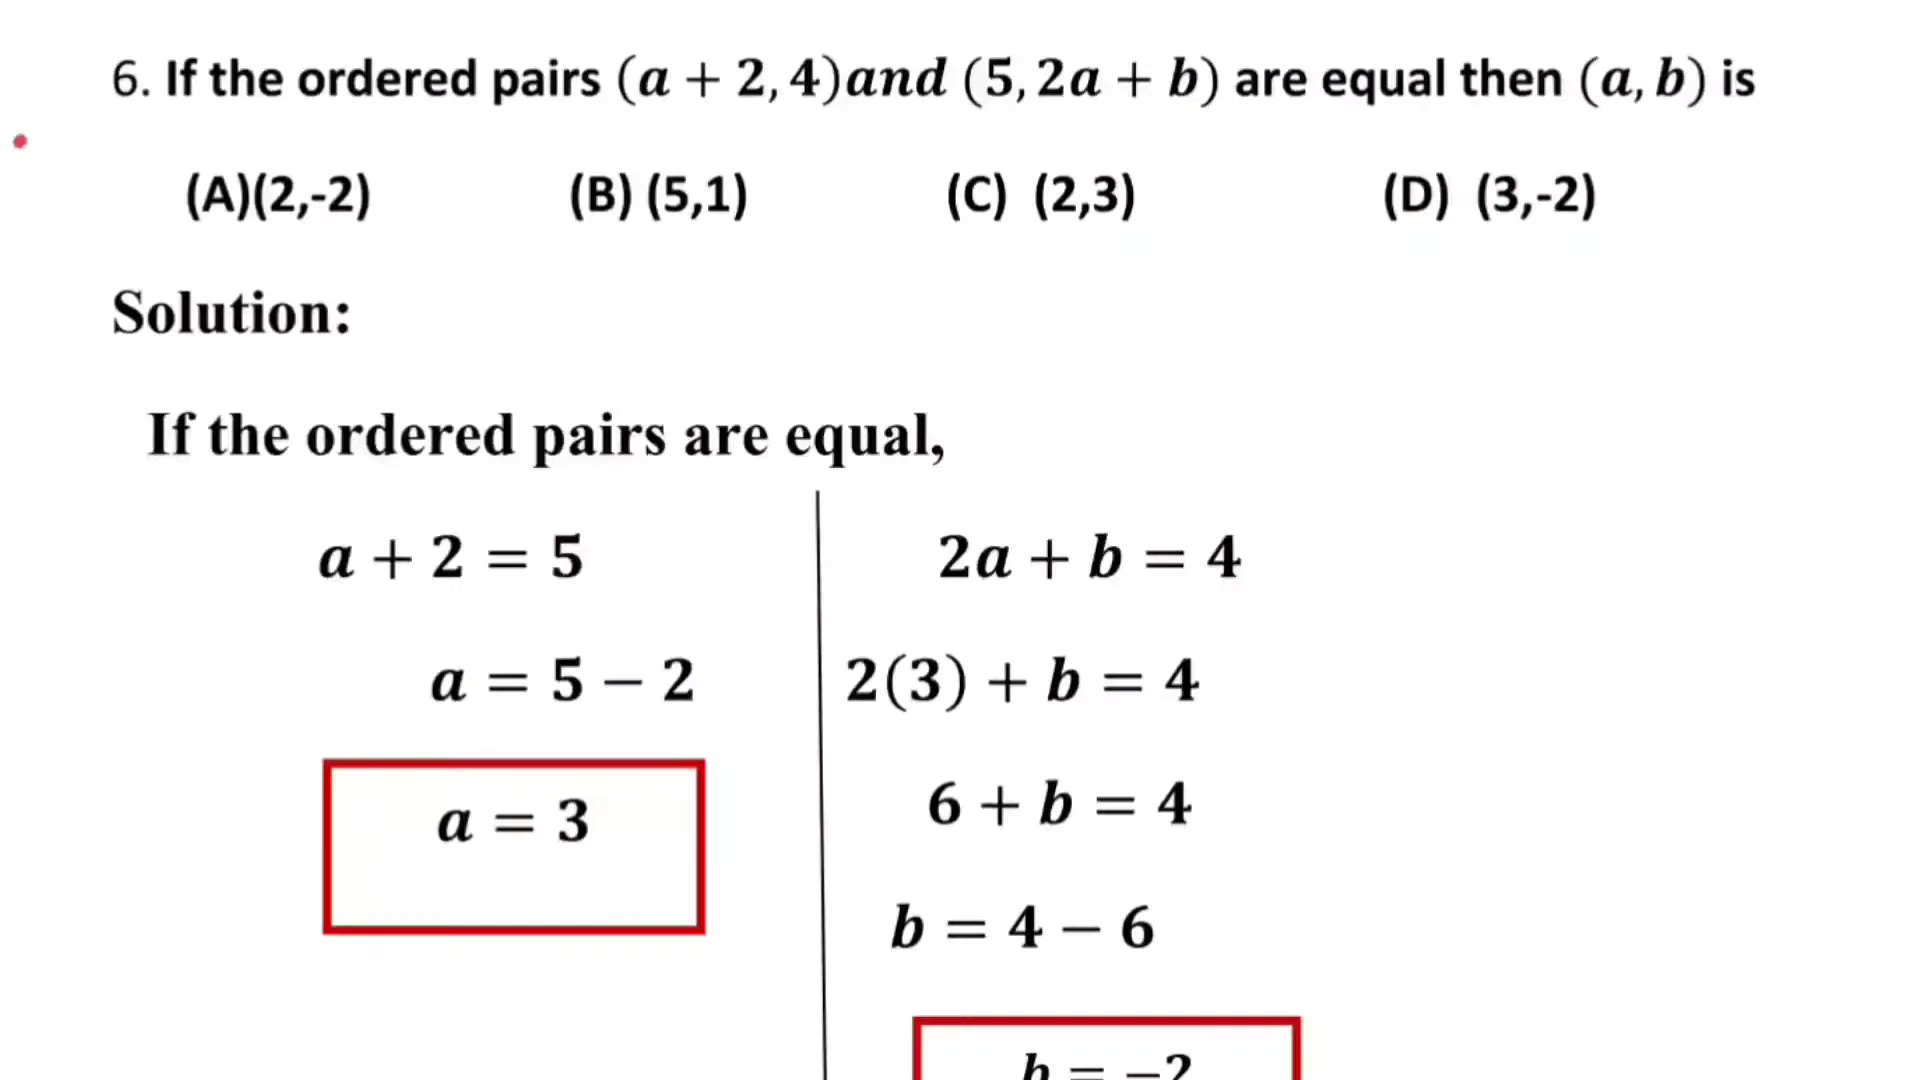 6. If the ordered pairs (a + 2, 4)and (5, 2a + b) are equal then (a, b) is
(A)(2,-2) (B) (5,1) (C) (2,3) (D) (3,-2)
Solution:
If the ordered pairs are equal,
a + 2 = 5
a = 5 − 2
a = 3
2a + b = 4
2(3) + b = 4
6 + b = 4
b = 4 − 6
b = −2